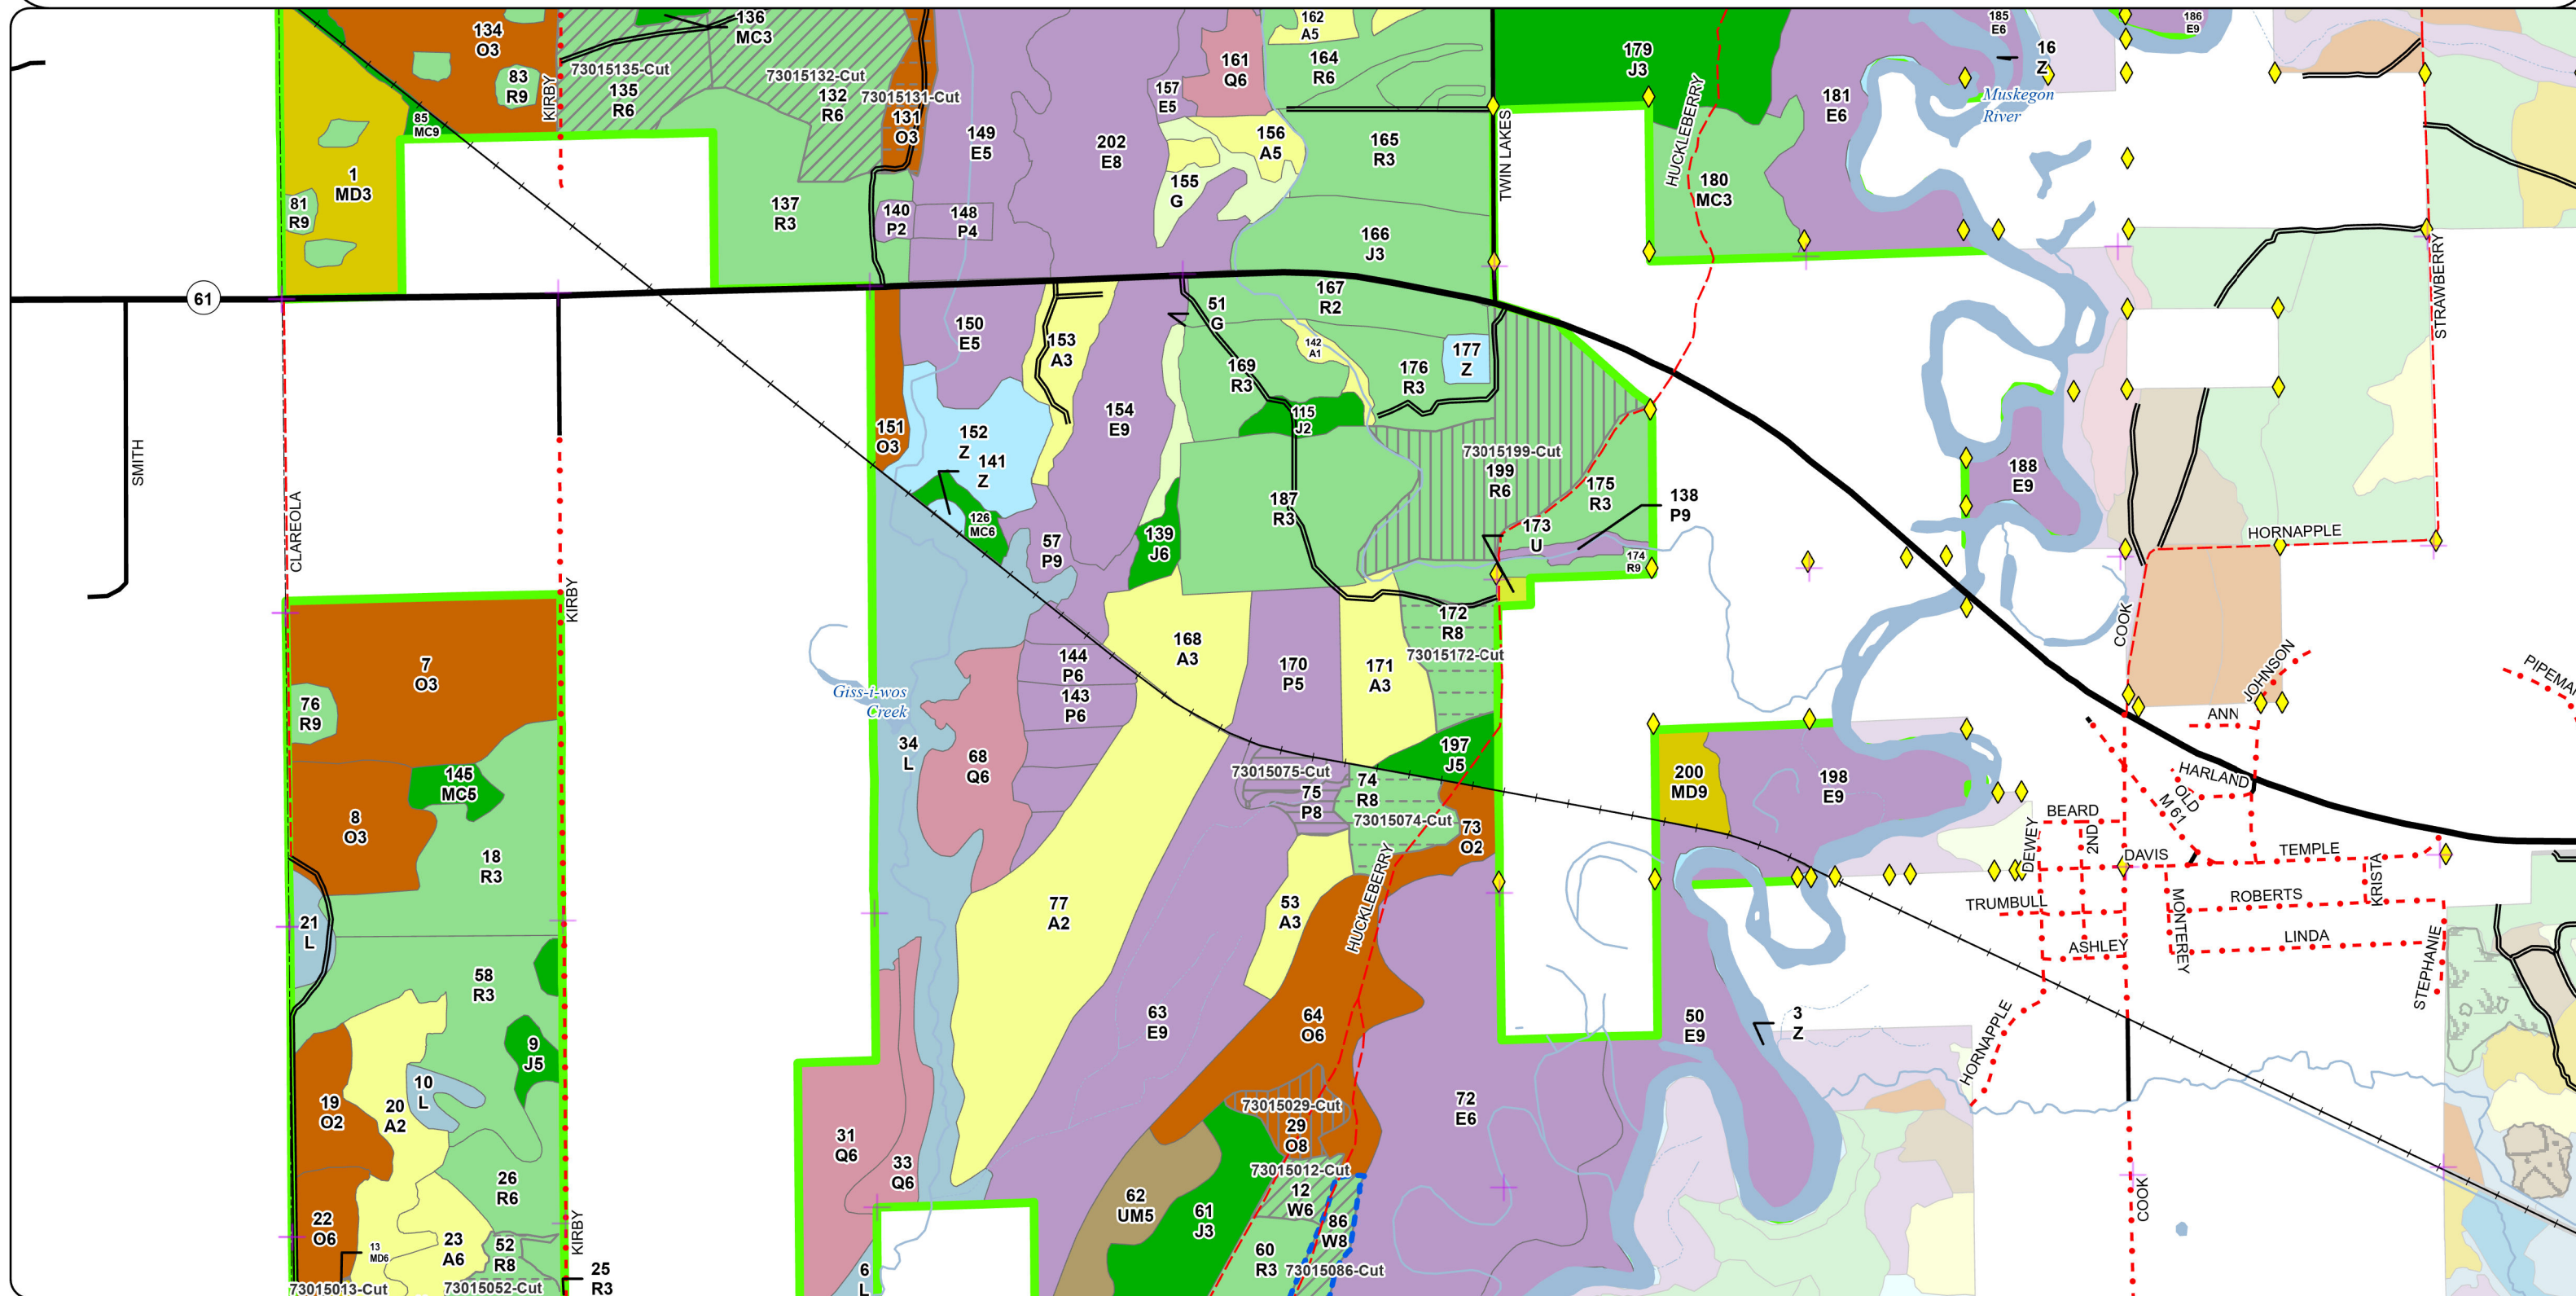 134
O3
83
R9
KIRBY
136
MC3
73015135-Cut
135
R6
73015132-Cut
132
R6
73015131-Cut
131
O3
85
MC9
1
MD3
81
R9
137
R3
140
P2
148
P4
149
E5
202
E8
157
E5
161
Q6
162
A5
164
R6
156
A5
155
G
165
R3
166
J3
TWIN LAKES
179
J3
HUCKLEBERRY
180
MC3
181
E6
185
E6
16
Z
186
E9
Muskegon
River
STRAWBERRY
61
SMITH
CLAREOLA
150
E5
153
A3
51
G
167
R2
142
A1
169
R3
176
R3
177
Z
151
O3
152
Z
141
Z
154
E9
115
J2
73015199-Cut
199
R6
175
R3
138
P9
188
E9
126
MC6
57
P9
139
J6
187
R3
173
U
174
R9
HORNAPPLE
KIRBY
7
O3
76
R9
144
P6
143
P6
168
A3
170
P5
171
A3
172
R8
73015172-Cut
COOK
JOHNSON
ANN
Giss-i-wos
Creek
34
L
68
Q6
145
MC5
8
O3
18
R3
73015075-Cut
75
P8
74
R8
73015074-Cut
197
J5
73
O2
200
MD9
198
E9
HARLAND
OLD
M 61
BEARD
2ND
DEWEY
DAVIS
TEMPLE
KRISTA
ROBERTS
TRUMBULL
MONTEREY
ASHLEY
LINDA
STEPHANIE
HORNAPPLE
21
L
77
A2
53
A3
HUCKLEBERRY
58
R3
9
J5
10
L
19
O2
20
A2
63
E9
64
O6
50
E9
3
Z
31
Q6
33
Q6
72
E6
73015029-Cut
29
O8
73015012-Cut
12
W6
26
R6
22
O6
23
A6
13
MD6
52
R8
KIRBY
62
UM5
61
J3
60
R3
86
W8
73015086-Cut
COOK
73015013-Cut
73015052-Cut
25
R3
6
L